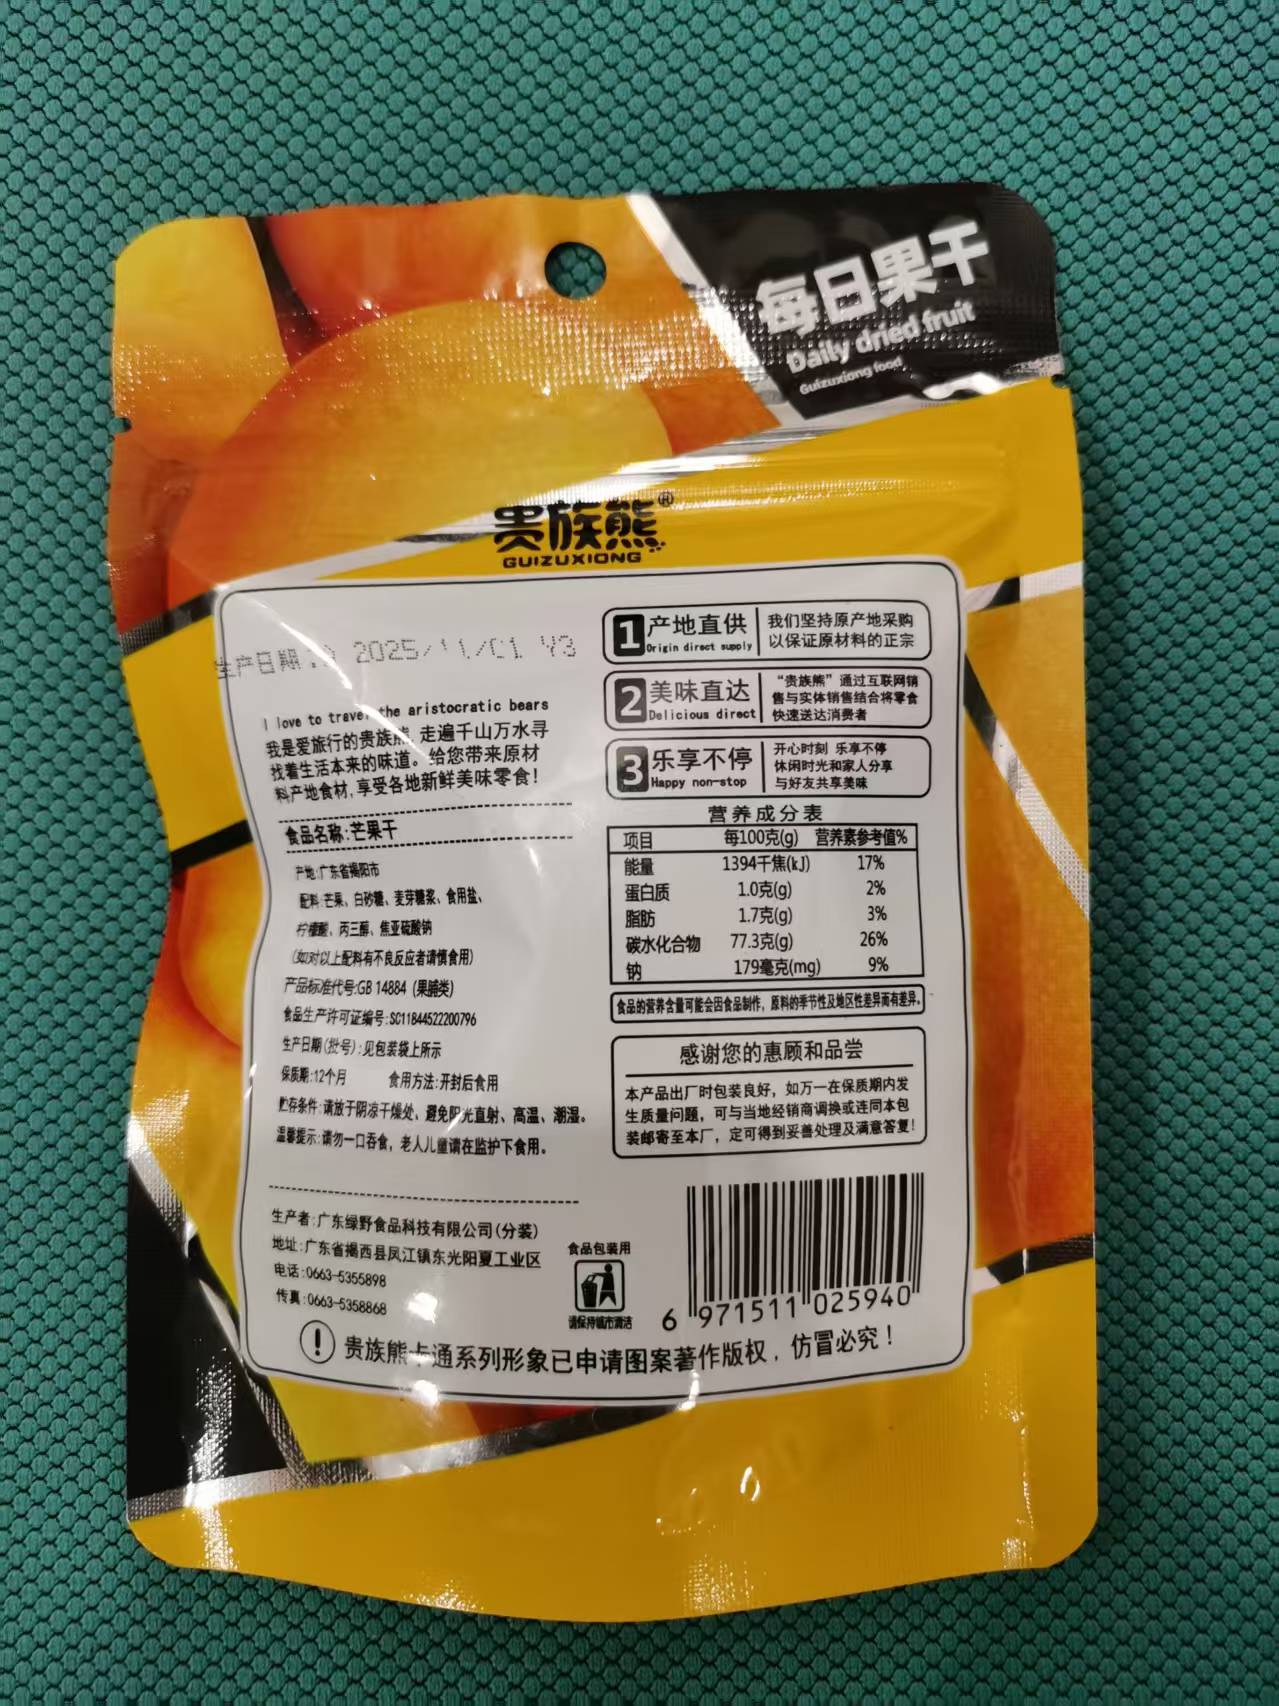 每日果干
Daily dried fruit
Guizuxiong food
贵族熊®
GUIZUXIONG
生产日期:
2025/11/01 Y3
I love to travel the aristocratic bears
我是爱旅行的贵族熊,走遍千山万水寻
找着生活本来的味道。给您带来原材
料产地食材,享受各地新鲜美味零食!
食品名称:芒果干
产地:广东省揭阳市
配料:芒果、白砂糖、麦芽糖浆、食用盐、
柠檬酸、丙三醇、焦亚硫酸钠
(如对以上配料有不良反应者请慎食用)
产品标准代号:GB 14884 (果脯类)
食品生产许可证编号:SC11844522200796
生产日期(批号):见包装袋上所示
保质期:12个月 食用方法:开封后食用
贮存条件:请放于阴凉干燥处、避免阳光直射、高温、潮湿。
温馨提示:请勿一口吞食,老人儿童请在监护下食用。
生产者:广东绿野食品科技有限公司(分装)
地址:广东省揭西县凤江镇东光阳夏工业区
电话:0663-5355898
传真:0663-5358868
1 产地直供
Origin direct supply
我们坚持原产地采购
以保证原材料的正宗
2 美味直达
Delicious direct
“贵族熊”通过互联网销
售与实体销售结合将零食
快速送达消费者
3 乐享不停
Happy non-stop
开心时刻 乐享不停
休闲时光和家人分享
与好友共享美味
营养成分表
项目 每100克(g) 营养素参考值%
能量 1394千焦(kJ) 17%
蛋白质 1.0克(g) 2%
脂肪 1.7克(g) 3%
碳水化合物 77.3克(g) 26%
钠 179毫克(mg) 9%
食品的营养含量可能会因食品制作,原料的季节性及地区性差异而有差异。
感谢您的惠顾和品尝
本产品出厂时包装良好,如万一在保质期内发
生质量问题,可与当地经销商调换或连同本包
装邮寄至本厂,定可得到妥善处理及满意答复!
食品包装用
请保持城市清洁
6 971511 025940
贵族熊卡通系列形象已申请图案著作版权,仿冒必究!